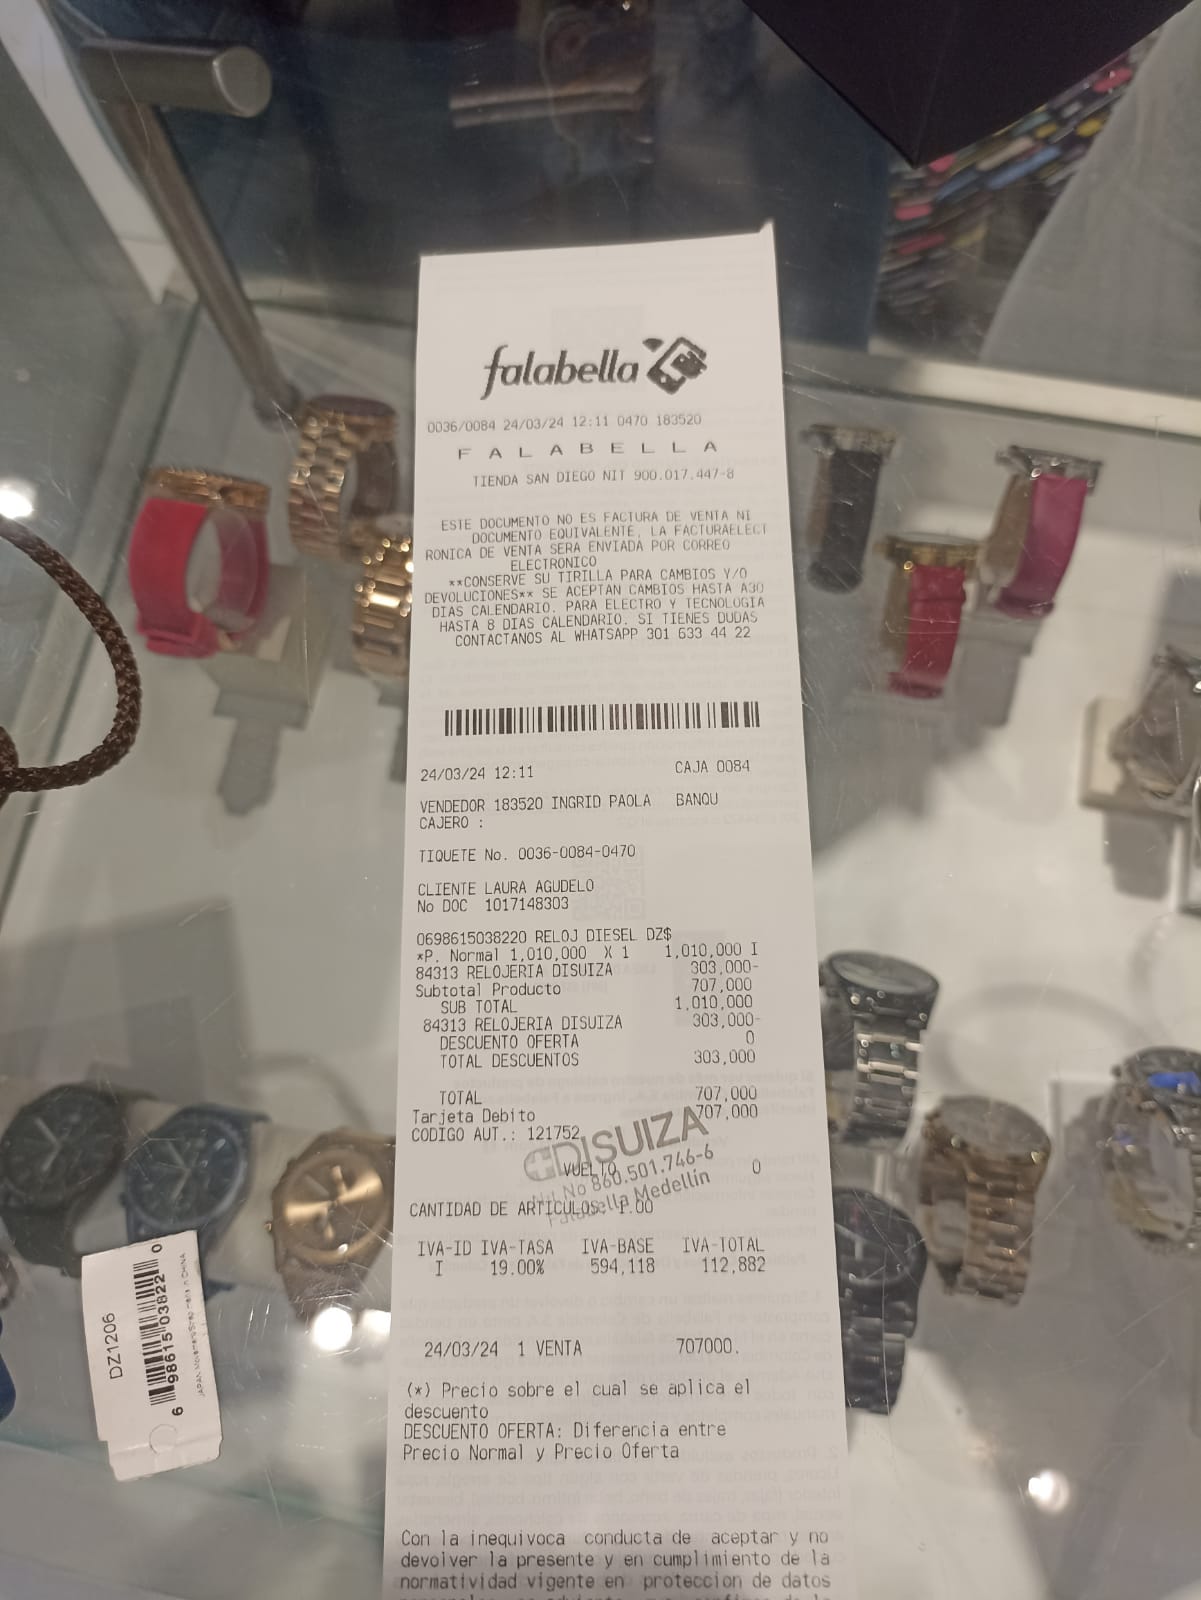 falabella
0036/0084 24/03/24 12:11 0470 183520
F A L A B E L L A
TIENDA SAN DIEGO NIT 900.017.447-8
ESTE DOCUMENTO NO ES FACTURA DE VENTA NI
DOCUMENTO EQUIVALENTE, LA FACTURAELECT
RONICA DE VENTA SERA ENVIADA POR CORREO
ELECTRONICO
**CONSERVE SU TIRILLA PARA CAMBIOS Y/O
DEVOLUCIONES** SE ACEPTAN CAMBIOS HASTA A30
DIAS CALENDARIO. PARA ELECTRO Y TECNOLOGIA
HASTA 8 DIAS CALENDARIO. SI TIENES DUDAS
CONTACTANOS AL WHATSAPP 301 633 44 22
24/03/24 12:11 CAJA 0084
VENDEDOR 183520 INGRID PAOLA BANQU
CAJERO :
TIQUETE No. 0036-0084-0470
CLIENTE LAURA AGUDELO
No DOC 1017148303
0698615038220 RELOJ DIESEL DZ$
*P. Normal 1,010,000 X 1 1,010,000 I
84313 RELOJERIA DISUIZA 303,000-
Subtotal Producto 707,000
SUB TOTAL 1,010,000
84313 RELOJERIA DISUIZA 303,000-
DESCUENTO OFERTA 0
TOTAL DESCUENTOS 303,000
TOTAL 707,000
Tarjeta Debito 707,000
CODIGO AUT.: 121752
DISUIZA
VUELTO 0
Nit. No 860.501.746-6
Falabella Medellin
CANTIDAD DE ARTICULOS: 1.00
IVA-ID IVA-TASA IVA-BASE IVA-TOTAL
I 19.00% 594,118 112,882
24/03/24 1 VENTA 707000.
(*) Precio sobre el cual se aplica el
descuento
DESCUENTO OFERTA: Diferencia entre
Precio Normal y Precio Oferta
Con la inequivoca conducta de aceptar y no
devolver la presente y en cumplimiento de la
normatividad vigente en proteccion de datos
DZ1206
6 98615 03822 0